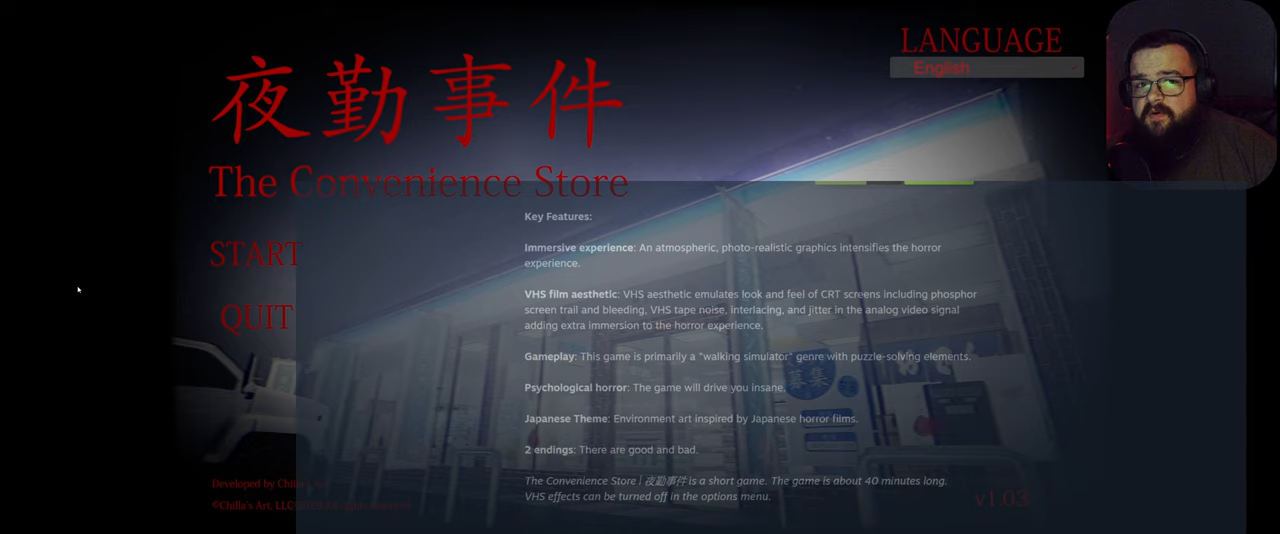 LANGUAGE
English
夜勤事件
The Convenience Store
START
QUIT
Key Features:
Immersive experience: An atmospheric, photo-realistic graphics intensifies the horror
experience.
VHS film aesthetic: VHS aesthetic emulates look and feel of CRT screens including phosphor
screen trail and bleeding, VHS tape noise, interlacing, and jitter in the analog video signal
adding extra immersion to the horror experience.
Gameplay: This game is primarily a "walking simulator" genre with puzzle-solving elements.
Psychological horror: The game will drive you insane.
Japanese Theme: Environment art inspired by Japanese horror films.
2 endings: There are good and bad.
The Convenience Store | 夜勤事件 is a short game. The game is about 40 minutes long.
VHS effects can be turned off in the options menu.
募集
Developed by
©Chilla's Art, LLC
v1.03